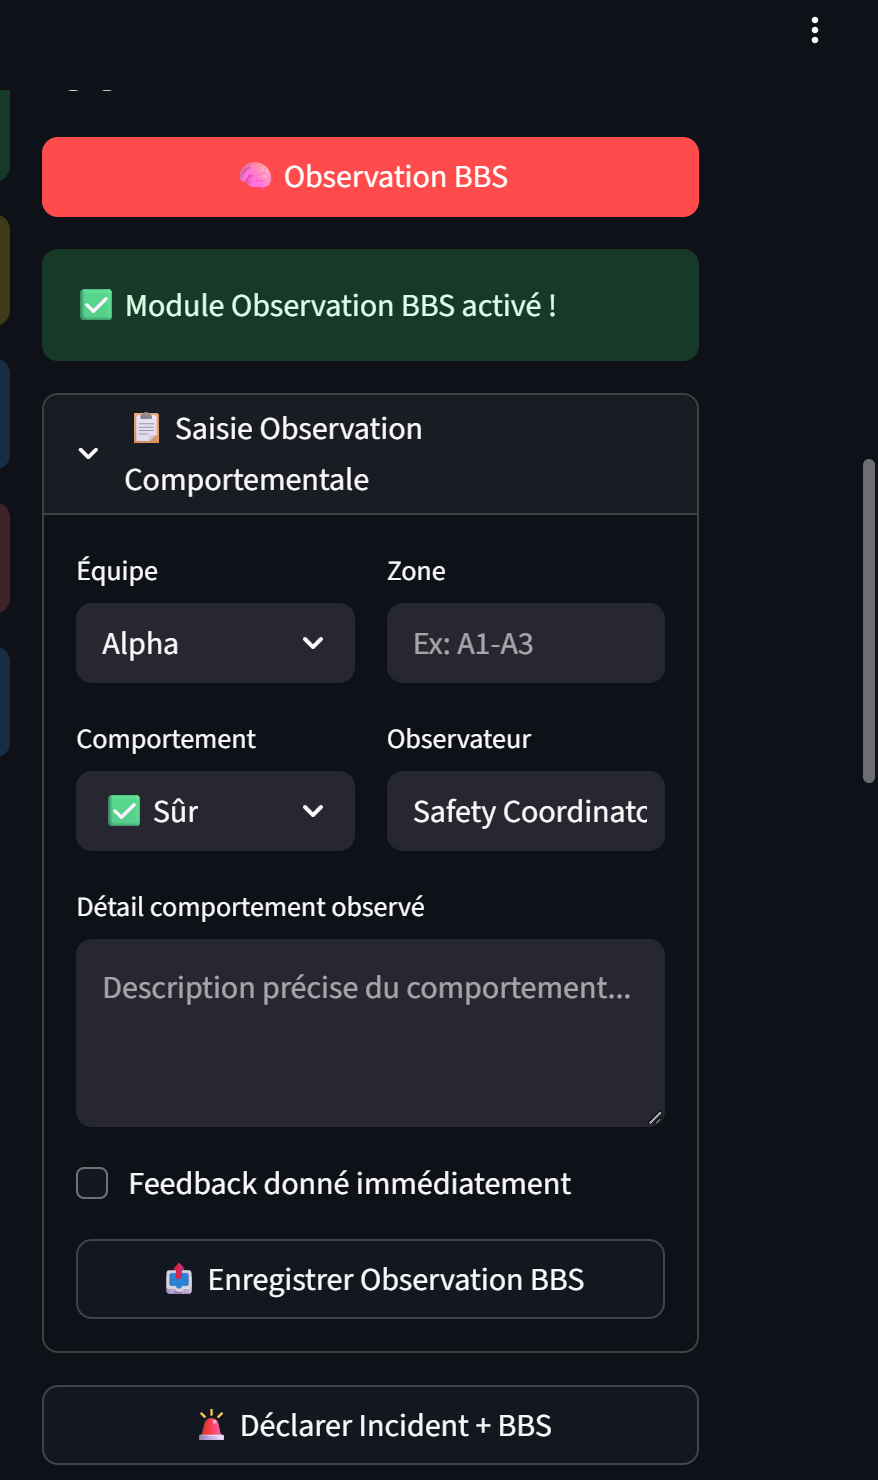 Observation BBS
Module Observation BBS activé !
Saisie Observation
Comportementale
Équipe
Zone
Alpha
Ex: A1-A3
Comportement
Observateur
Sûr
Safety Coordinatc
Détail comportement observé
Description précise du comportement...
Feedback donné immédiatement
Enregistrer Observation BBS
Déclarer Incident + BBS